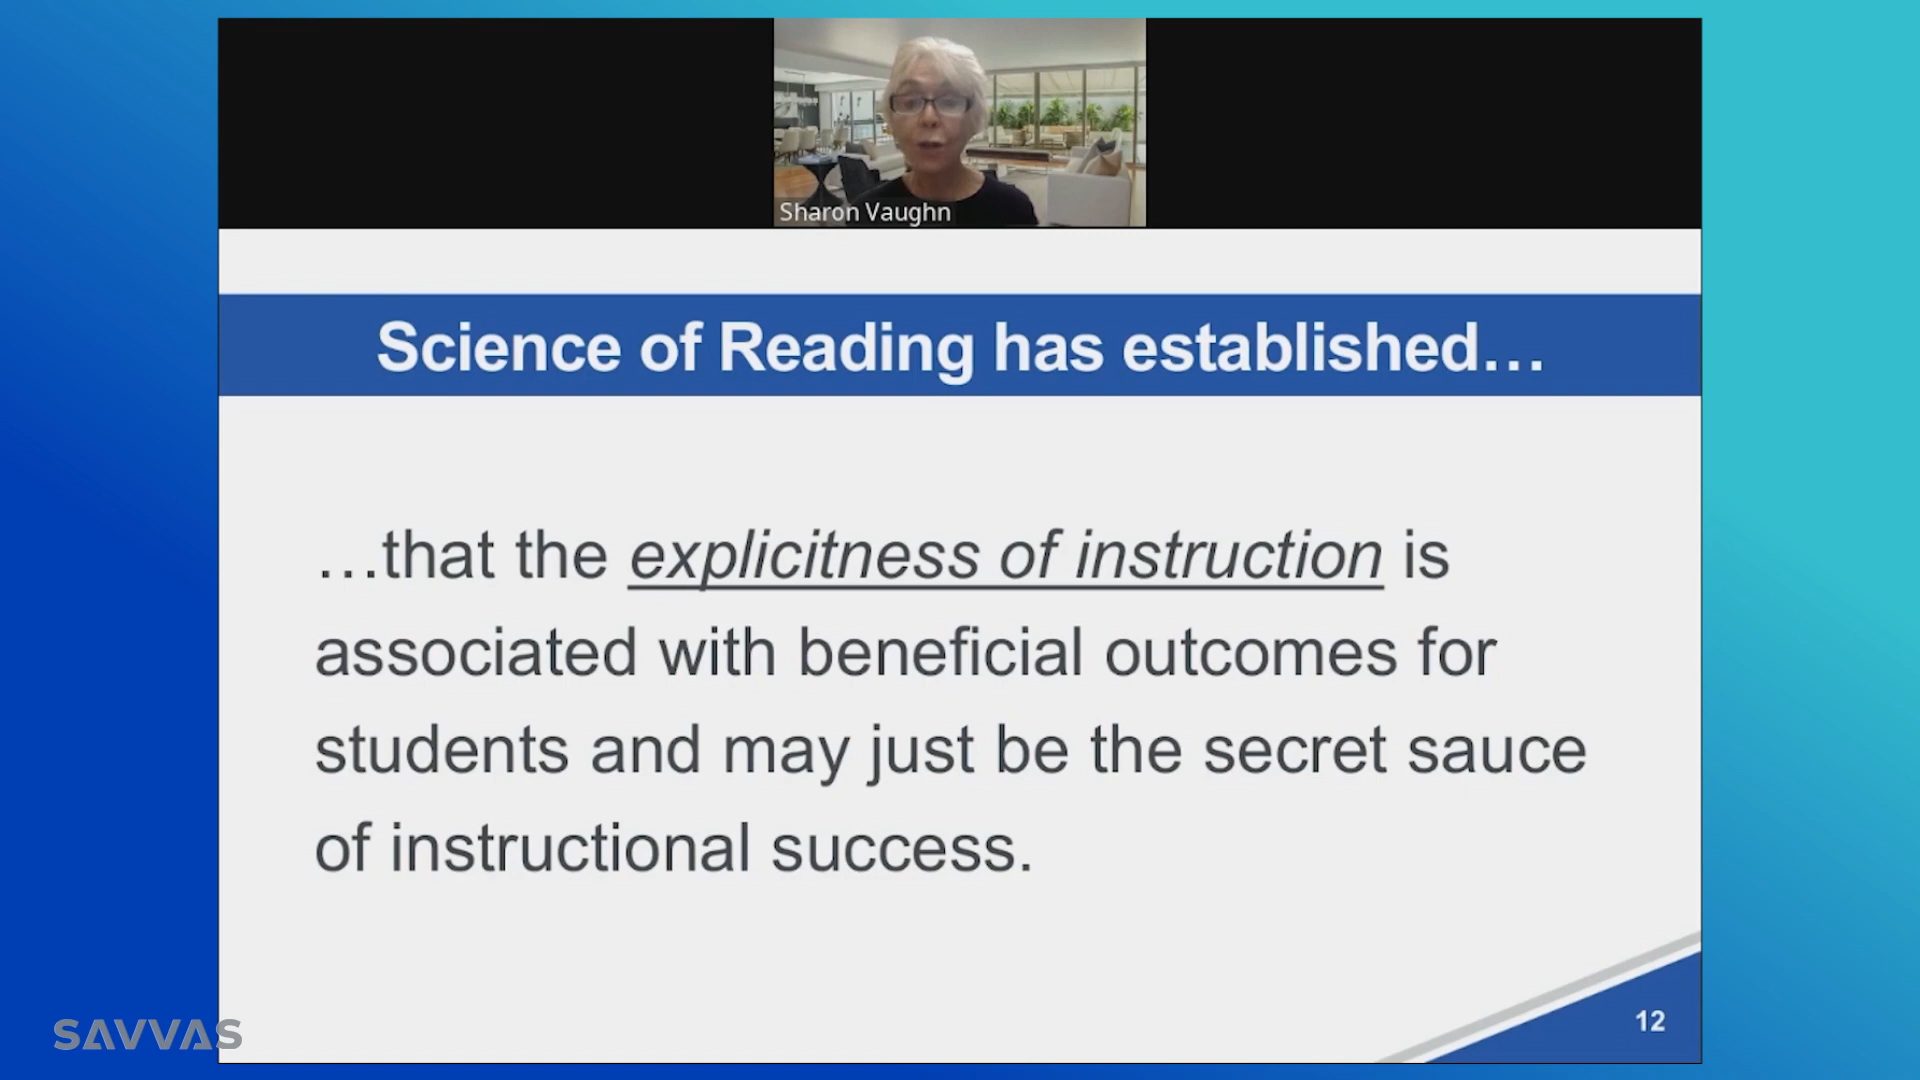 Sharon Vaughn
Science of Reading has established...
...that the explicitness of instruction is
associated with beneficial outcomes for
students and may just be the secret sauce
of instructional success.
12
SAVVAS